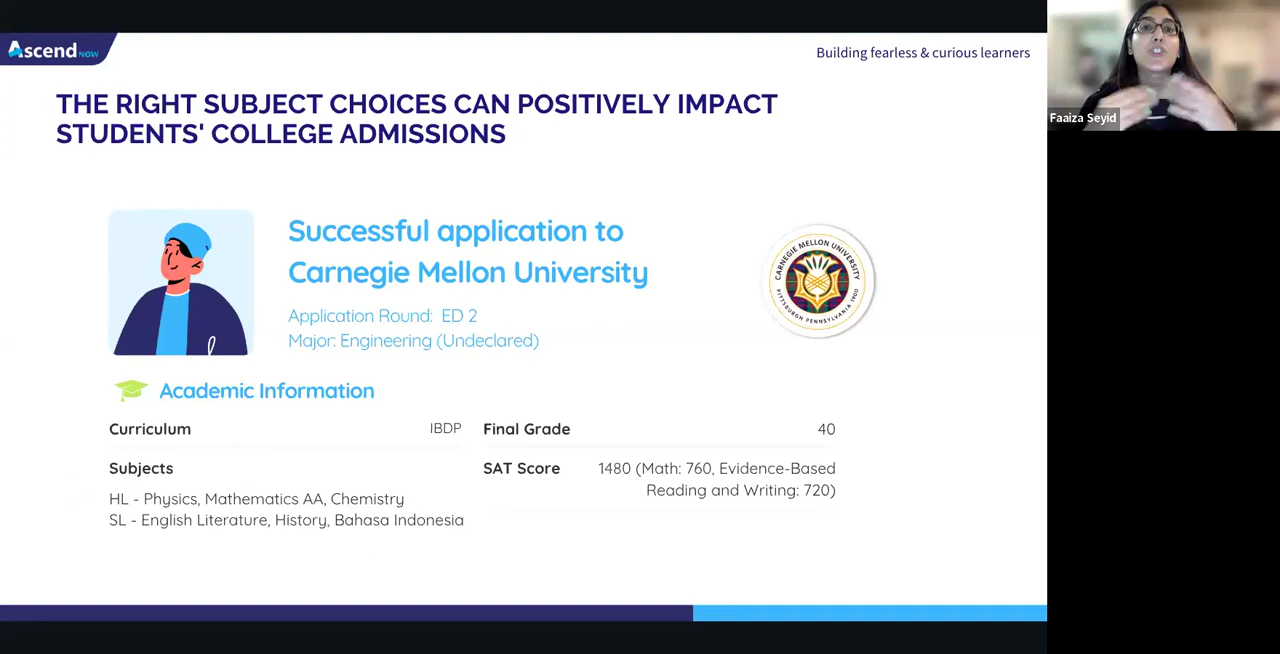 Ascend NOW
Building fearless & curious learners
Faaiza Seyid
THE RIGHT SUBJECT CHOICES CAN POSITIVELY IMPACT
STUDENTS' COLLEGE ADMISSIONS
Successful application to
Carnegie Mellon University
CARNEGIE MELLON UNIVERSITY
PITTSBURGH PENNSYLVANIA 1900
Application Round: ED 2
Major: Engineering (Undeclared)
Academic Information
Curriculum IBDP
Final Grade 40
Subjects
SAT Score 1480 (Math: 760, Evidence-Based
Reading and Writing: 720)
HL - Physics, Mathematics AA, Chemistry
SL - English Literature, History, Bahasa Indonesia